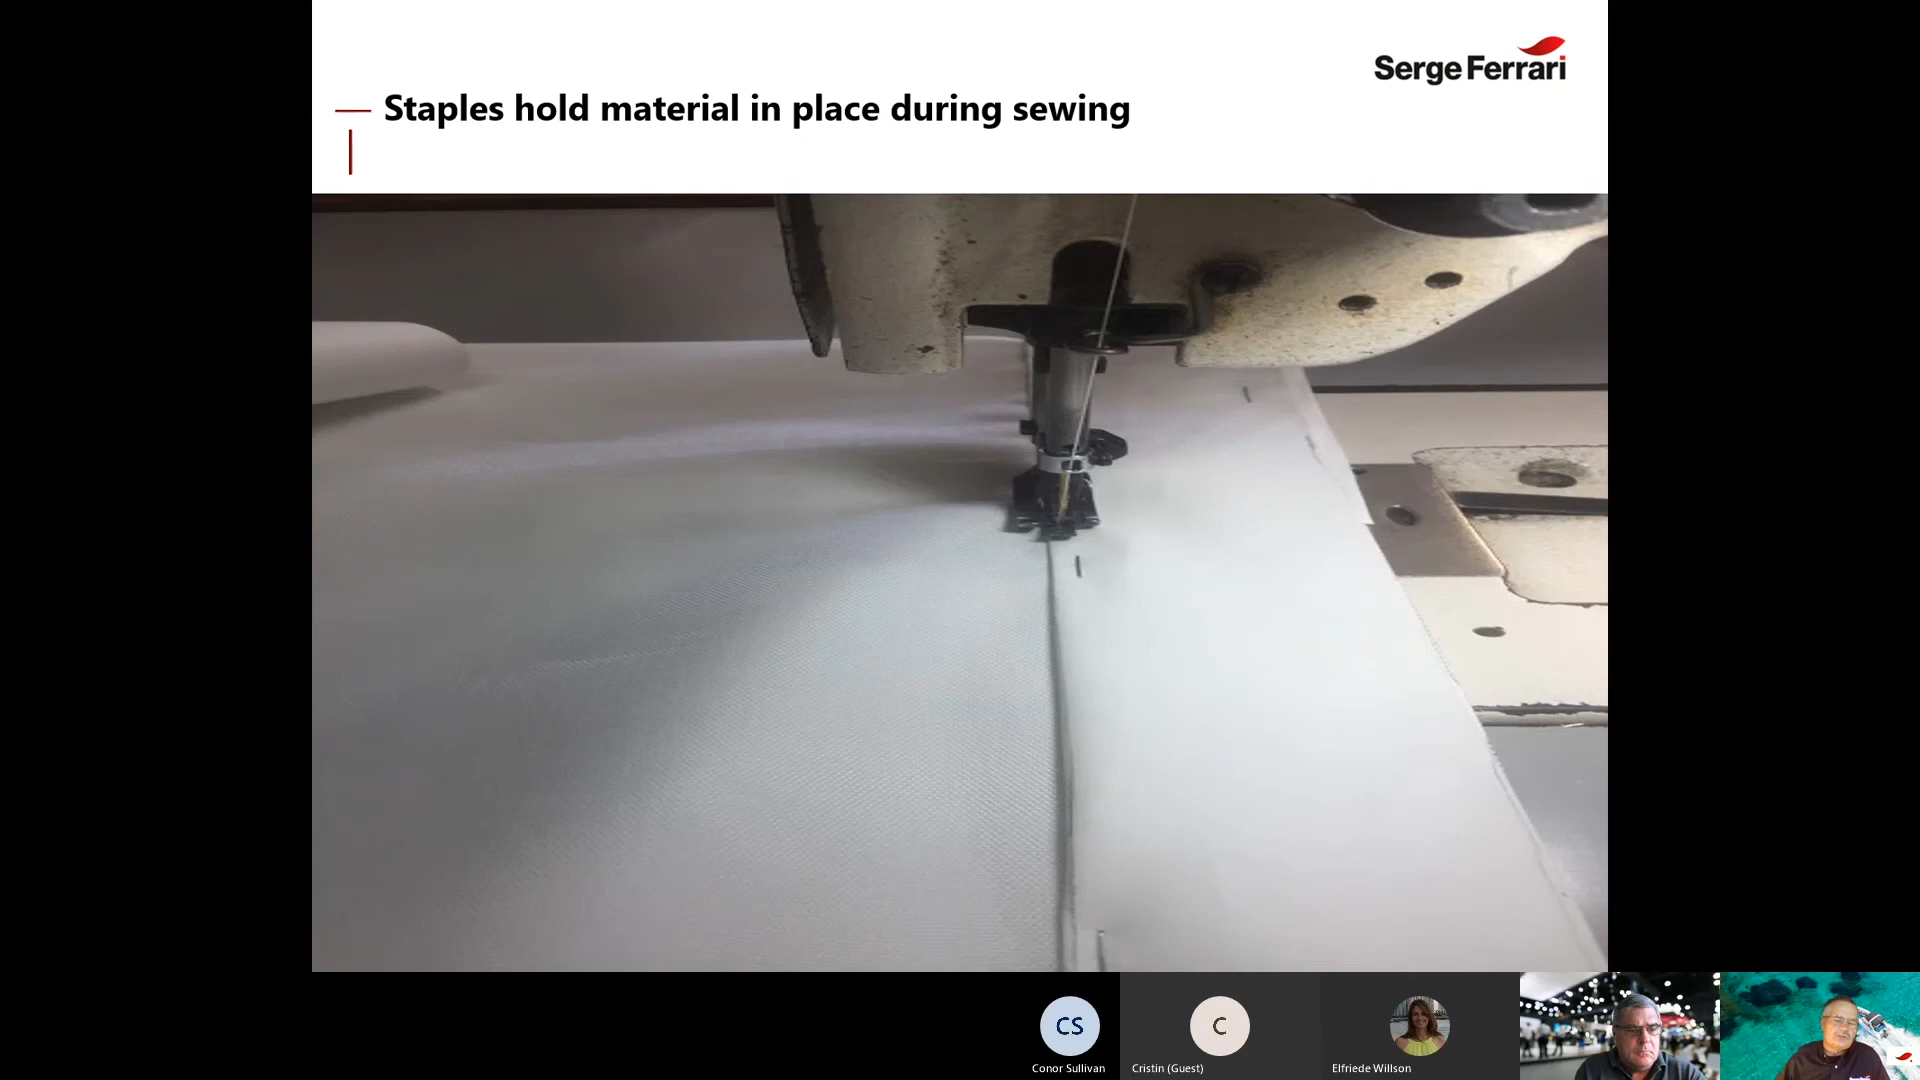 Serge Ferrari
Staples hold material in place during sewing
CS
C
Conor Sullivan
Cristin (Guest)
Elfriede Willson